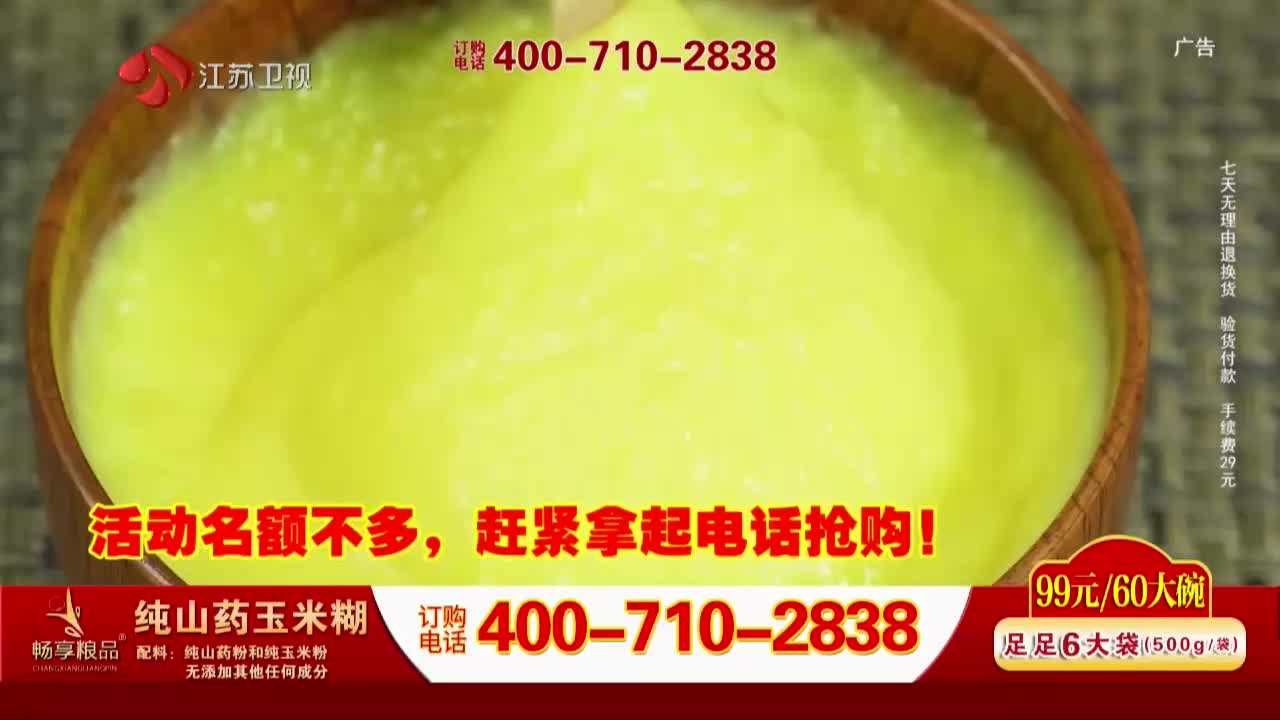 江苏卫视
订购电话 400-710-2838
广告
七天无理由退换货 验货付款 手续费29元
活动名额不多，赶紧拿起电话抢购！
畅享粮品®
CHANGXIANGLIANGPIN
纯山药玉米糊
配料：纯山药粉和纯玉米粉
无添加其他任何成分
订购电话 400-710-2838
99元/60大碗
足足6大袋(500g/袋)